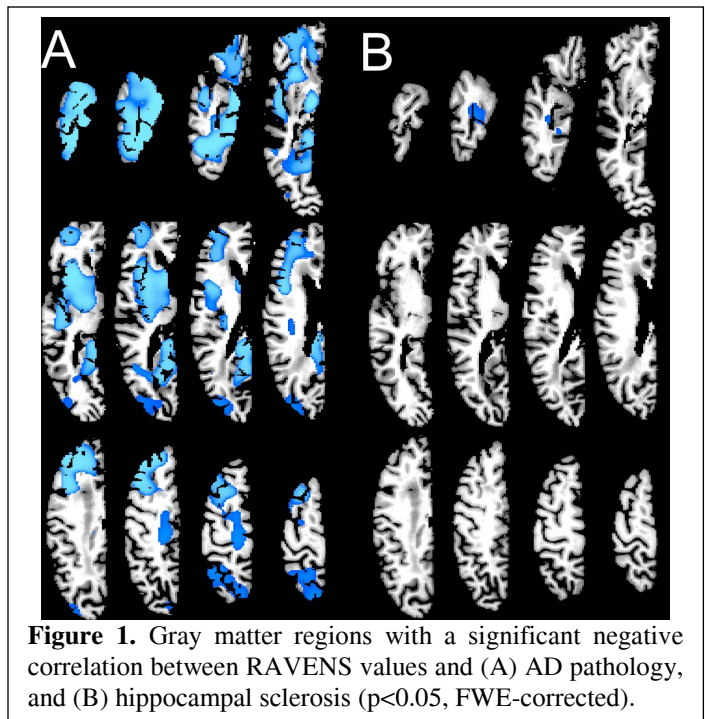 A B
Figure 1. Gray matter regions with a significant negative
correlation between RAVENS values and (A) AD pathology,
and (B) hippocampal sclerosis (p<0.05, FWE-corrected).